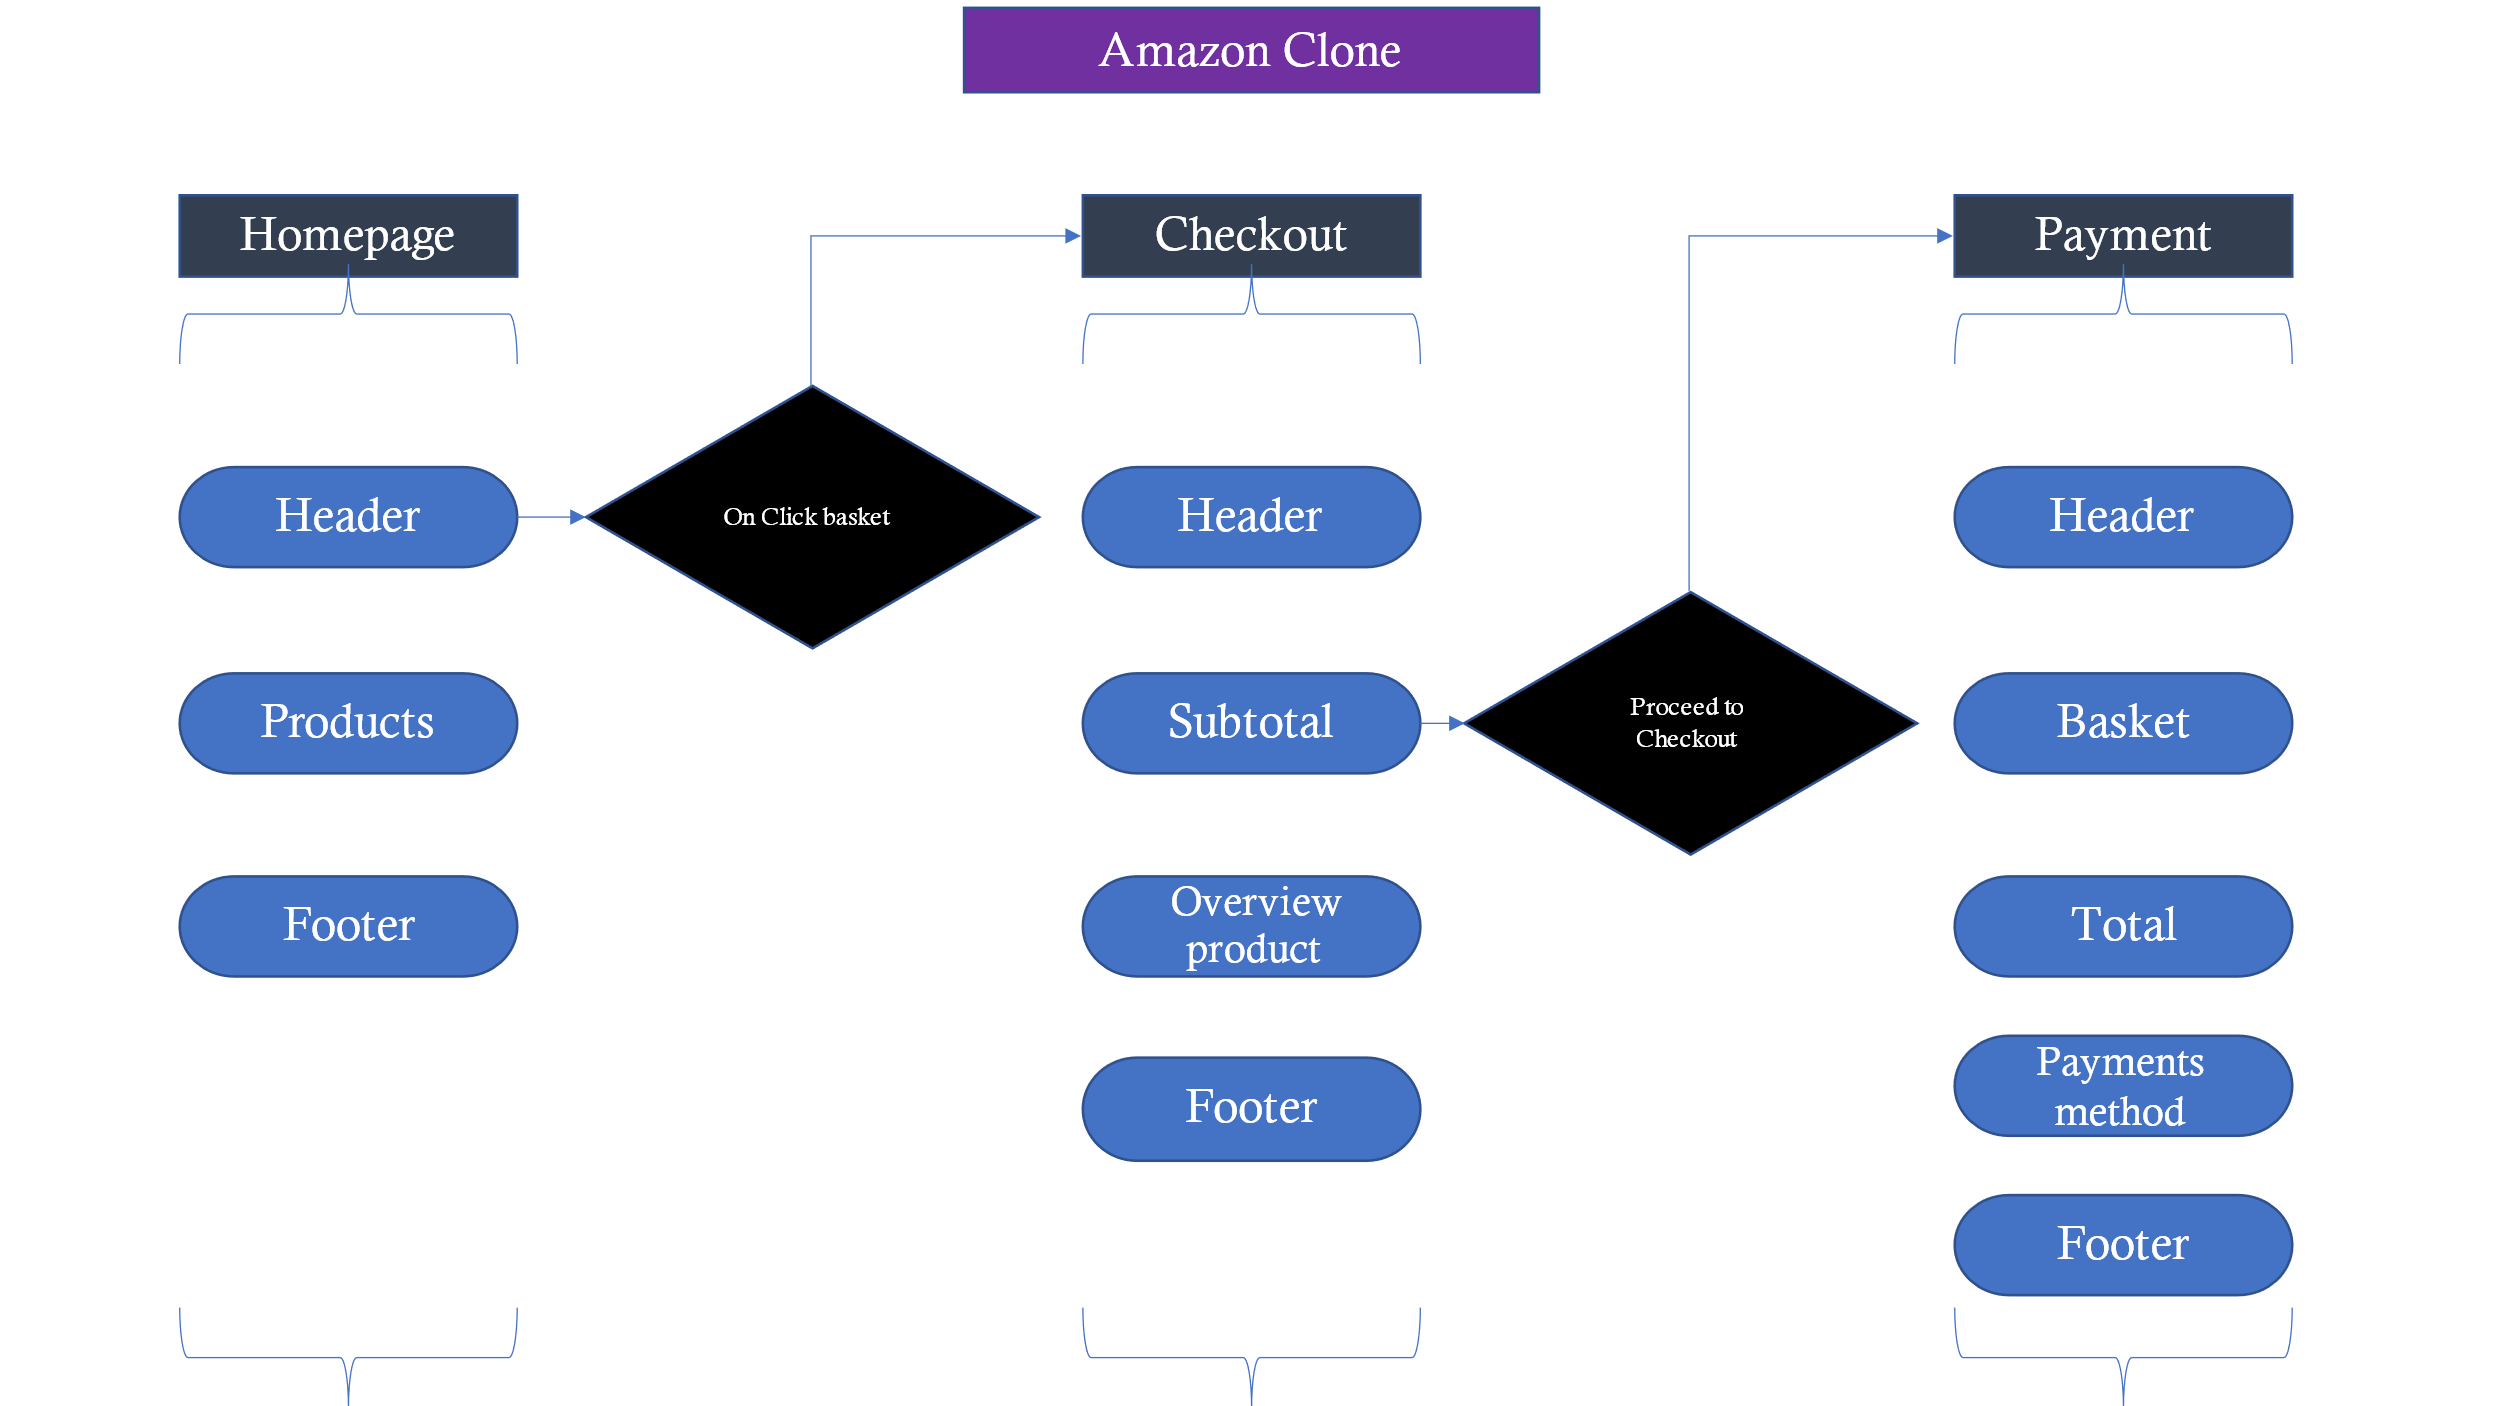 Amazon Clone
Homepage
Checkout
Payment
Header
On Click basket
Header
Header
Products
Subtotal
Proceed to
Checkout
Basket
Footer
Overview
product
Total
Footer
Payments
method
Footer